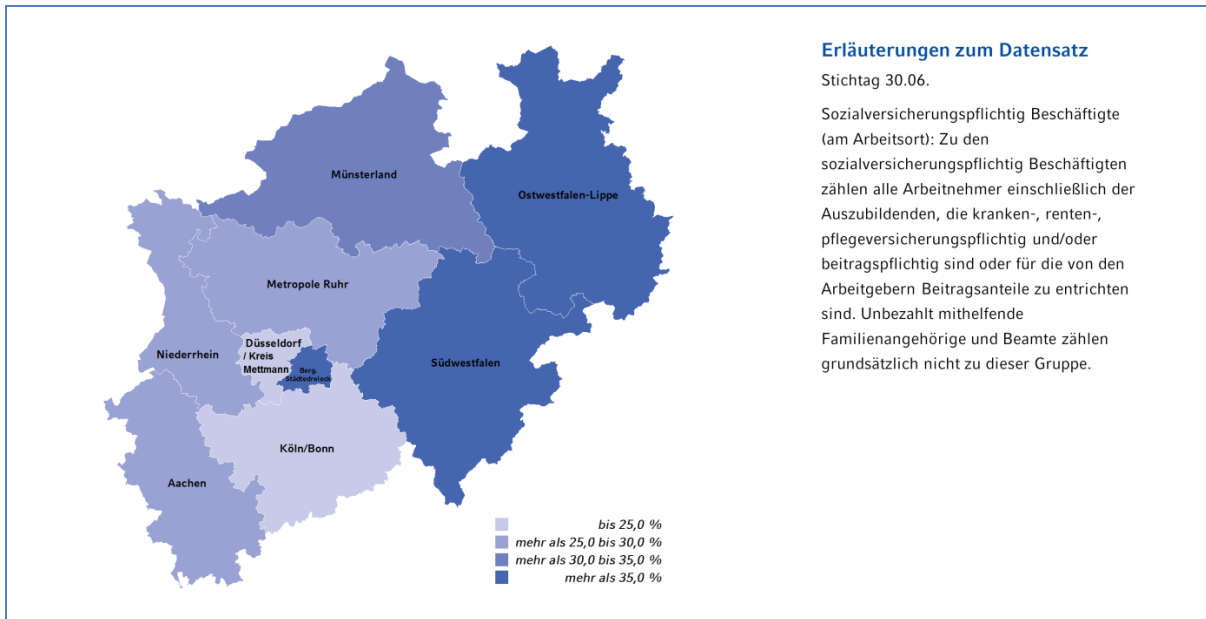 Münsterland
Ostwestfalen-Lippe
Metropole Ruhr
Düsseldorf
/ Kreis
Mettmann
Niederrhein
Berg.
Städtedreieck
Südwestfalen
Köln/Bonn
Aachen
bis 25,0 %
mehr als 25,0 bis 30,0 %
mehr als 30,0 bis 35,0 %
mehr als 35,0 %
Erläuterungen zum Datensatz
Stichtag 30.06.
Sozialversicherungspflichtig Beschäftigte
(am Arbeitsort): Zu den
sozialversicherungspflichtig Beschäftigten
zählen alle Arbeitnehmer einschließlich der
Auszubildenden, die kranken-, renten-,
pflegeversicherungspflichtig und/oder
beitragspflichtig sind oder für die von den
Arbeitgebern Beitragsanteile zu entrichten
sind. Unbezahlt mithelfende
Familienangehörige und Beamte zählen
grundsätzlich nicht zu dieser Gruppe.